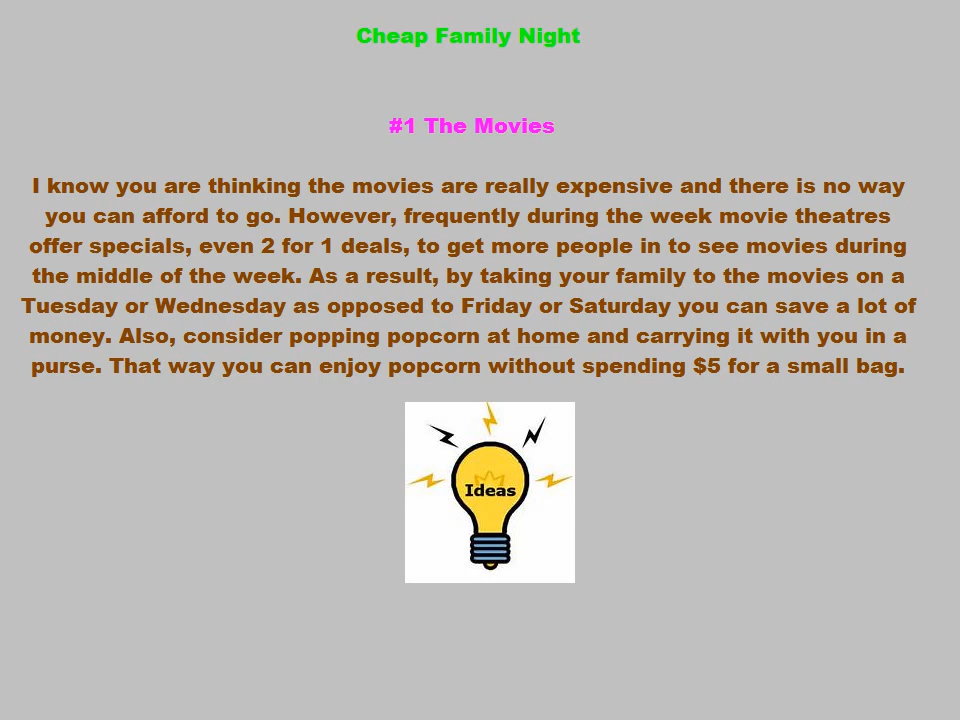 Cheap Family Night
#1 The Movies
I know you are thinking the movies are really expensive and there is no way
you can afford to go. However, frequently during the week movie theatres
offer specials, even 2 for 1 deals, to get more people in to see movies during
the middle of the week. As a result, by taking your family to the movies on a
Tuesday or Wednesday as opposed to Friday or Saturday you can save a lot of
money. Also, consider popping popcorn at home and carrying it with you in a
purse. That way you can enjoy popcorn without spending $5 for a small bag.
Ideas